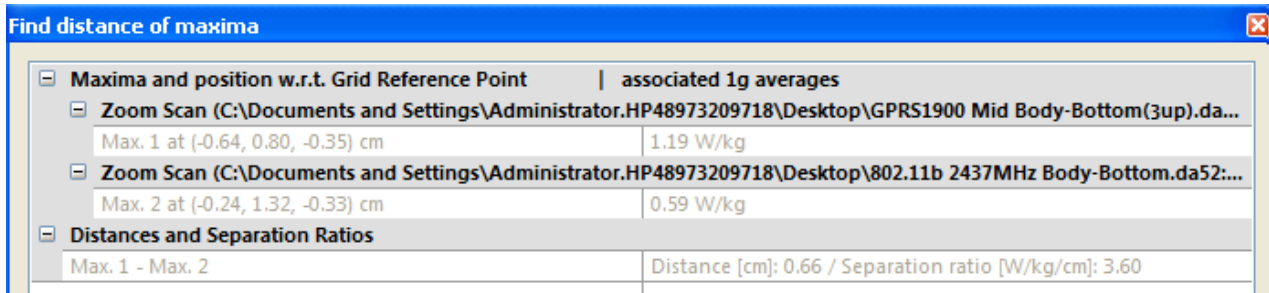 Find distance of maxima
Maxima and position w.r.t. Grid Reference Point | associated 1g averages
Zoom Scan (C:\Documents and Settings\Administrator.HP48973209718\Desktop\GPRS1900 Mid Body-Bottom(3up).da...
Max. 1 at (-0.64, 0.80, -0.35) cm 1.19 W/kg
Zoom Scan (C:\Documents and Settings\Administrator.HP48973209718\Desktop\802.11b 2437MHz Body-Bottom.da52:...
Max. 2 at (-0.24, 1.32, -0.33) cm 0.59 W/kg
Distances and Separation Ratios
Max. 1 - Max. 2 Distance [cm]: 0.66 / Separation ratio [W/kg/cm]: 3.60